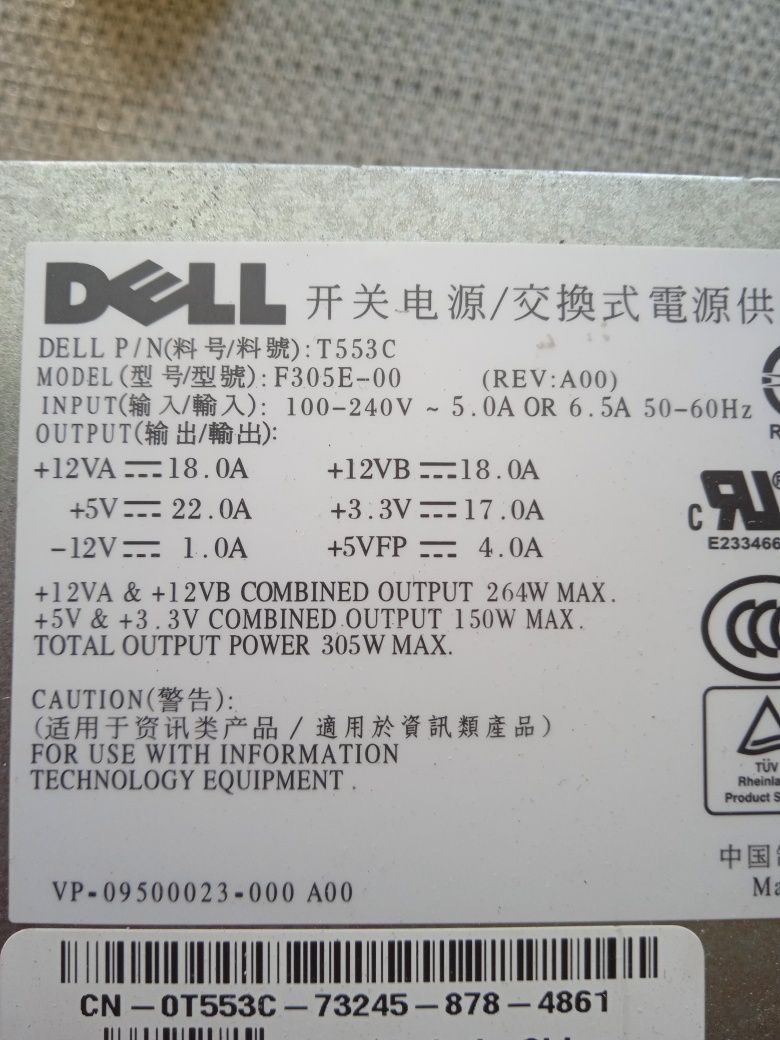 DELL 开关电源/交換式電源供
DELL P/N(料号/料號): T553C
MODEL(型号/型號): F305E-00 (REV:A00)
INPUT(输入/輸入): 100-240V ~ 5.0A OR 6.5A 50-60Hz
OUTPUT(输出/輸出):
+12VA ⎓ 18.0A +12VB ⎓ 18.0A
+5V ⎓ 22.0A +3.3V ⎓ 17.0A
-12V ⎓ 1.0A +5VFP ⎓ 4.0A
+12VA & +12VB COMBINED OUTPUT 264W MAX.
+5V & +3.3V COMBINED OUTPUT 150W MAX.
TOTAL OUTPUT POWER 305W MAX.
CAUTION(警告):
(适用于资讯类产品 / 適用於資訊類產品)
FOR USE WITH INFORMATION
TECHNOLOGY EQUIPMENT.
VP-09500023-000 A00
E233466
TÜV
Product
中国
CN-0T553C-73245-878-4861